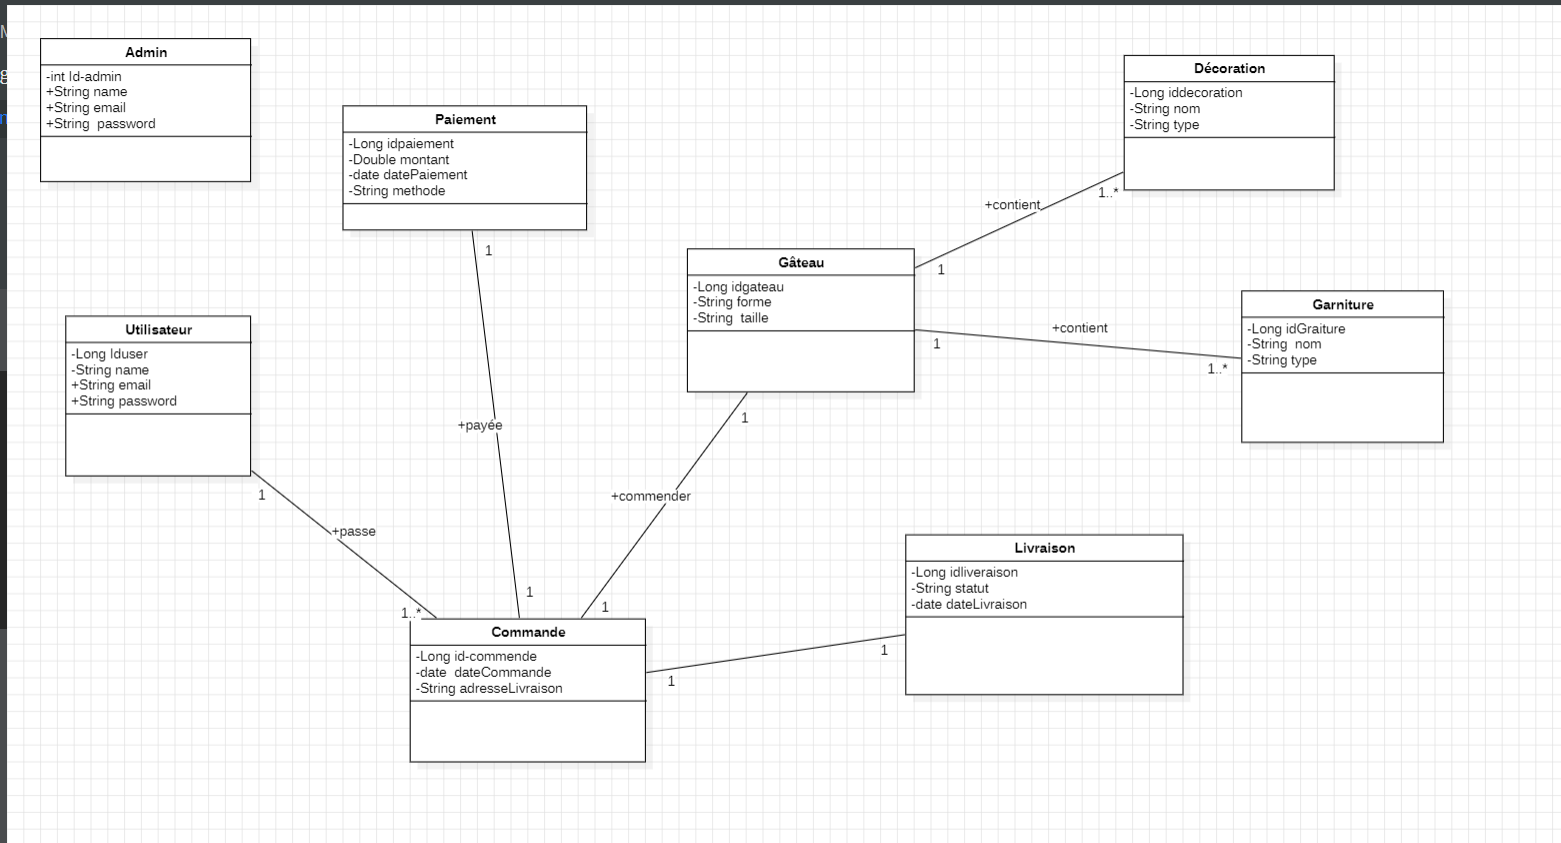 Admin
-int Id-admin
+String name
+String email
+String  password
Paiement
-Long idpaiement
-Double montant
-date datePaiement
-String methode
Décoration
-Long iddecoration
-String nom
-String type
1..*
+contient
1
1
Gâteau
-Long idgateau
-String forme
-String  taille
Garniture
-Long idGraiture
-String  nom
-String type
+contient
1
1..*
Utilisateur
-Long Iduser
-String name
+String email
+String password
1
+payée
1
+commender
1
+passe
1
1
1..*
Livraison
-Long idliveraison
-String statut
-date dateLivraison
Commande
-Long id-commende
-date  dateCommande
-String adresseLivraison
1
1